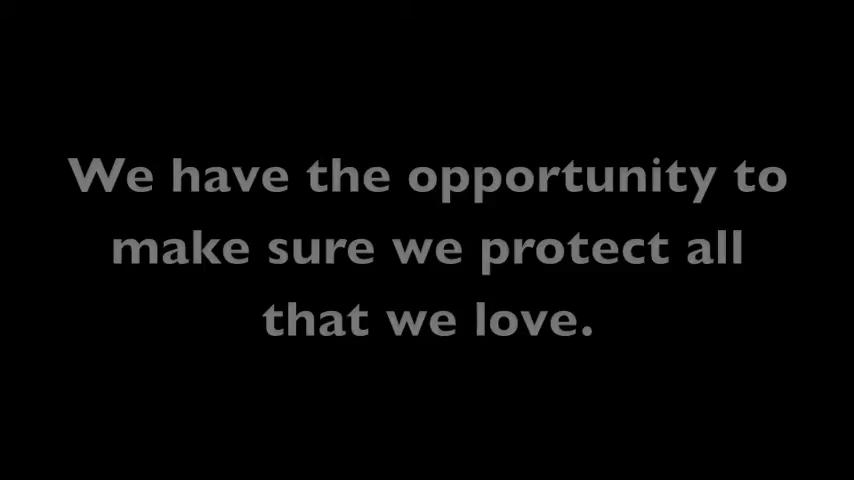 We have the opportunity to
make sure we protect all
that we love.